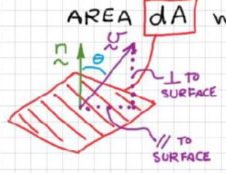 AREA dA w
n θ v
⊥ TO
SURFACE
// TO
SURFACE